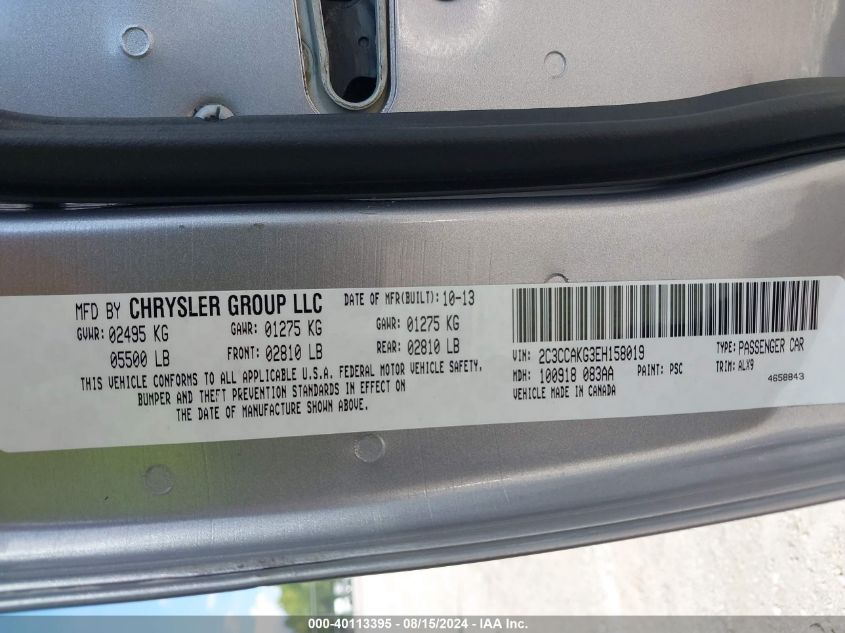 MFD BY CHRYSLER GROUP LLC DATE OF MFR(BUILT): 10-13
GVWR: 02495 KG GAWR: 01275 KG GAWR: 01275 KG
05500 LB FRONT: 02810 LB REAR: 02810 LB
THIS VEHICLE CONFORMS TO ALL APPLICABLE U.S.A. FEDERAL MOTOR VEHICLE SAFETY,
BUMPER AND THEFT PREVENTION STANDARDS IN EFFECT ON
THE DATE OF MANUFACTURE SHOWN ABOVE.
VIN: 2C3CCAKG3EH158019 TYPE: PASSENGER CAR
MDH: 100918 083AA PAINT: PSC TRIM: ALX9
VEHICLE MADE IN CANADA 4658843
000-40113395 - 08/15/2024 - IAA Inc.